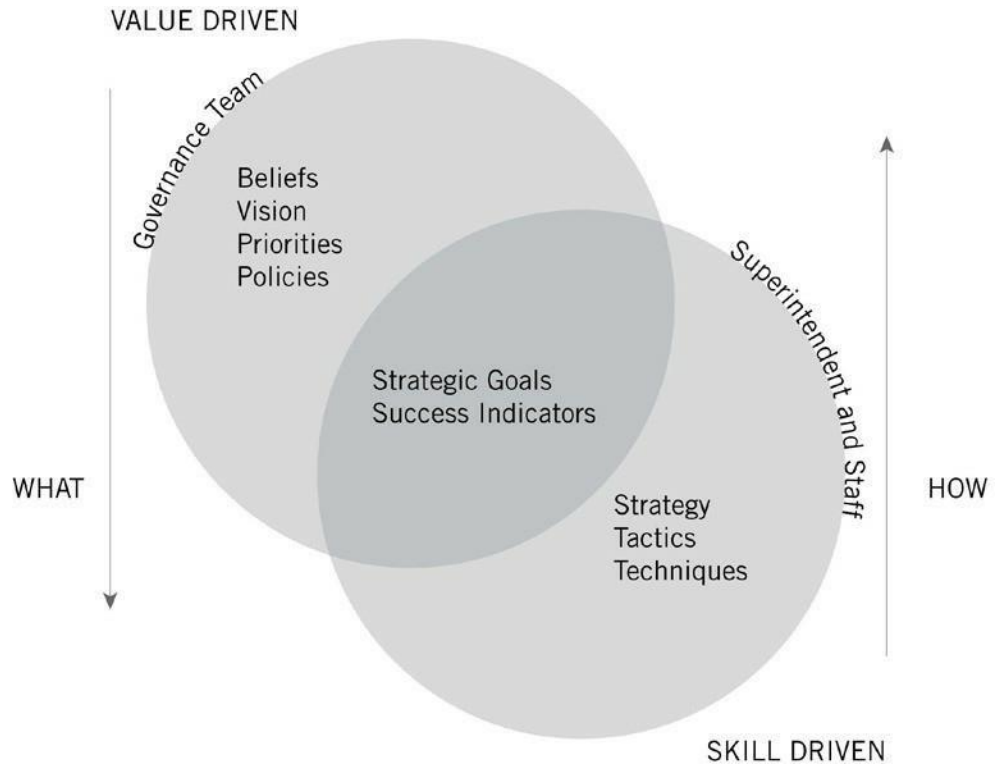 VALUE DRIVEN
Governance Team
Beliefs
Vision
Priorities
Policies
Superintendent and Staff
Strategic Goals
Success Indicators
WHAT
HOW
Strategy
Tactics
Techniques
SKILL DRIVEN